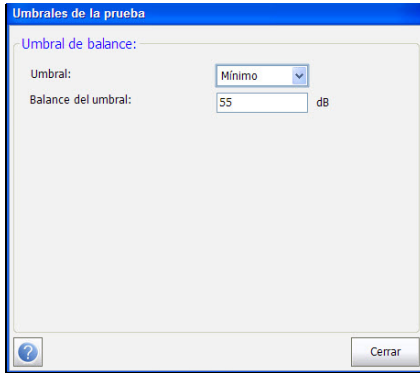 Umbrales de la prueba
Umbral de balance:
Umbral: Mínimo
Balance del umbral: 55 dB
? Cerrar